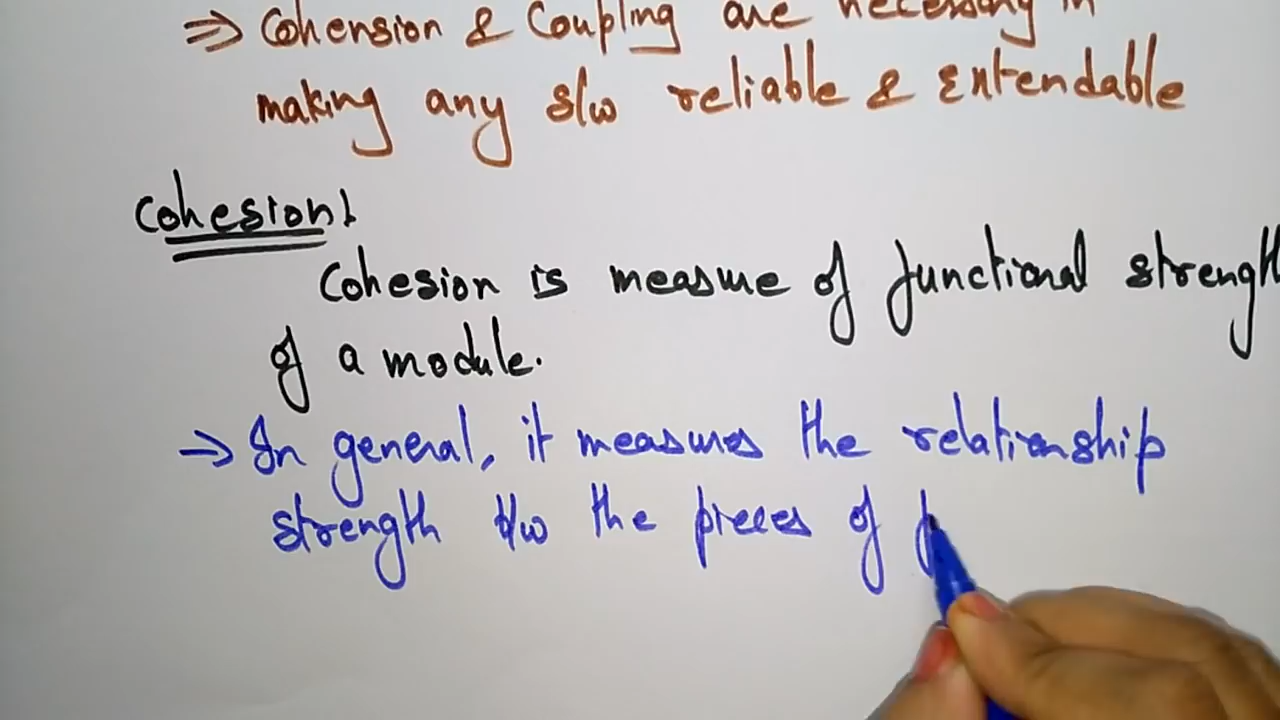 ⇒ Cohension & Coupling are necessary in
making any s/w reliable & Extendable
Cohesion:
Cohesion is measure of functional strength
of a module.
→ In general, it measures the relationship
strength b/w the pieces of f